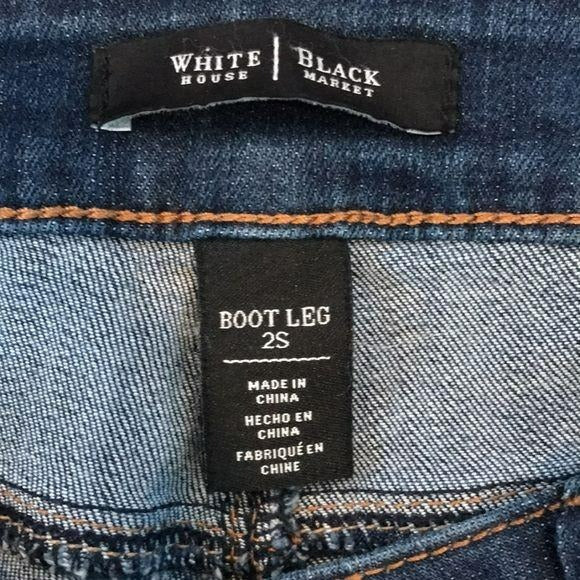 WHITE | BLACK
HOUSE MARKET
BOOT LEG
2S
MADE IN
CHINA
HECHO EN
CHINA
FABRIQUÉ EN
CHINE